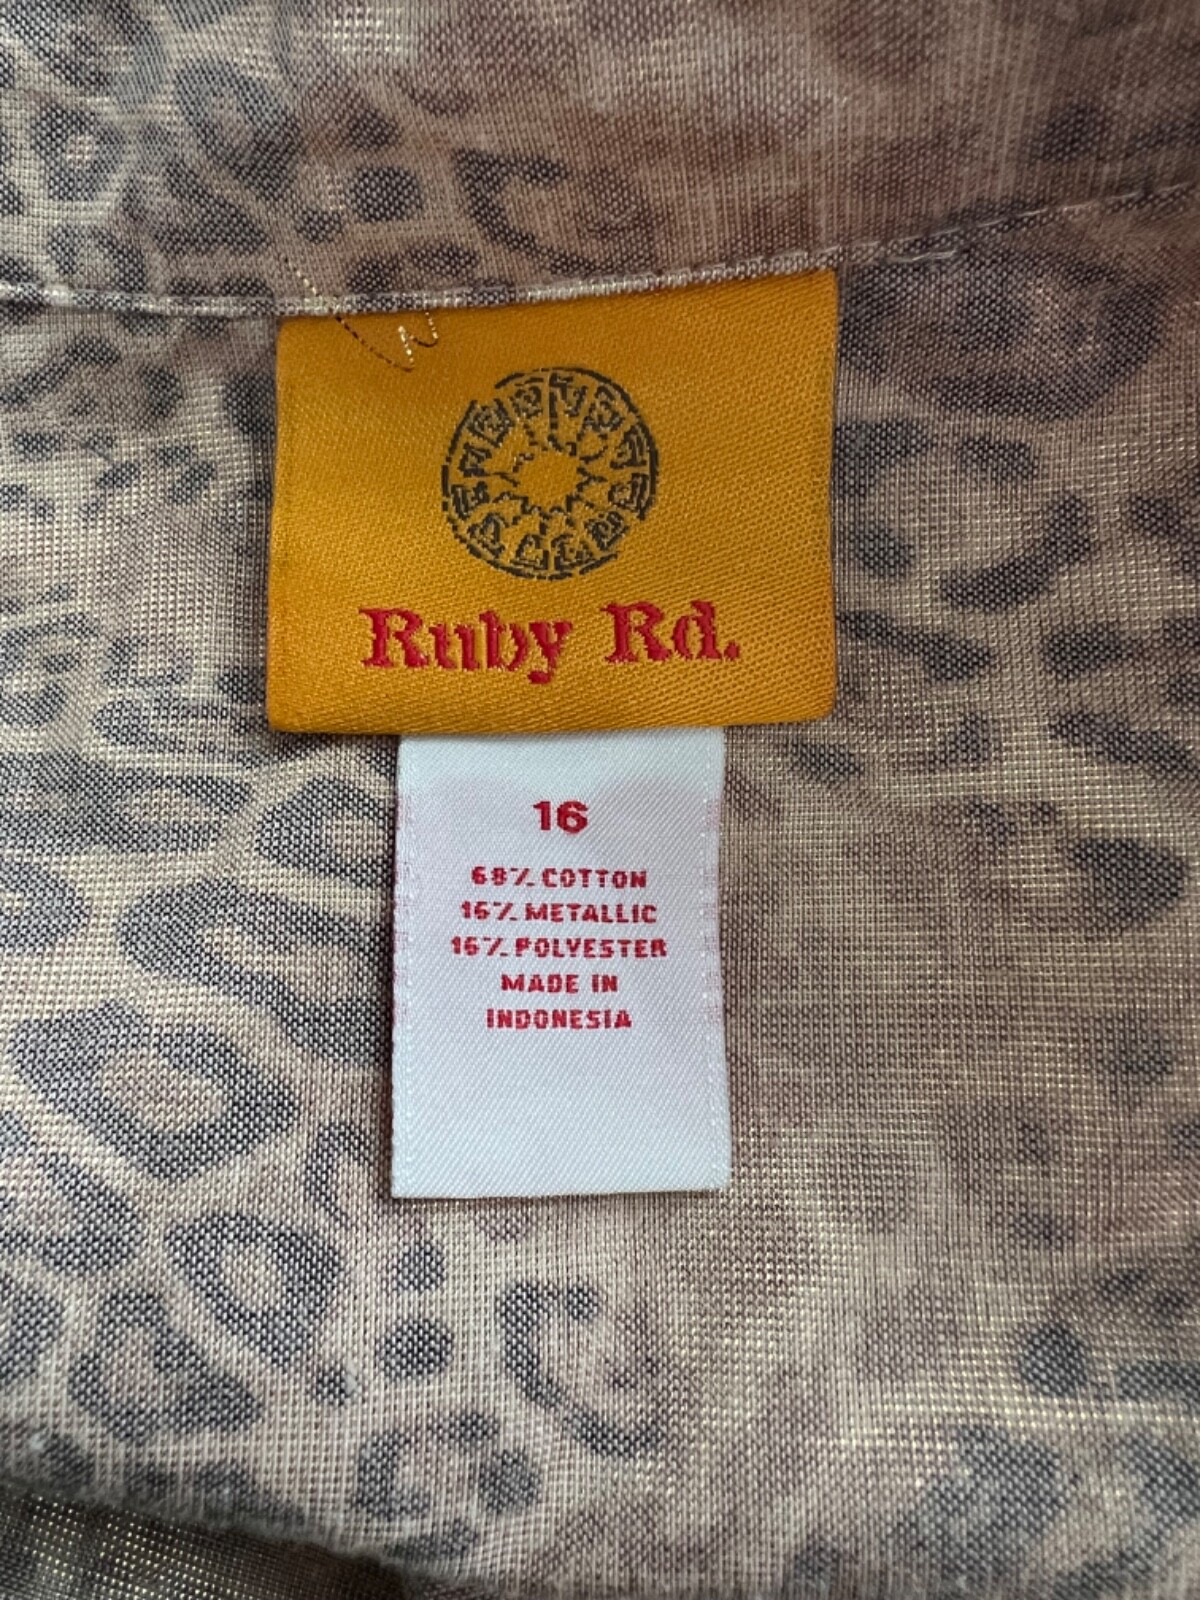 Ruby Rd.
16
68% COTTON
16% METALLIC
16% POLYESTER
MADE IN
INDONESIA